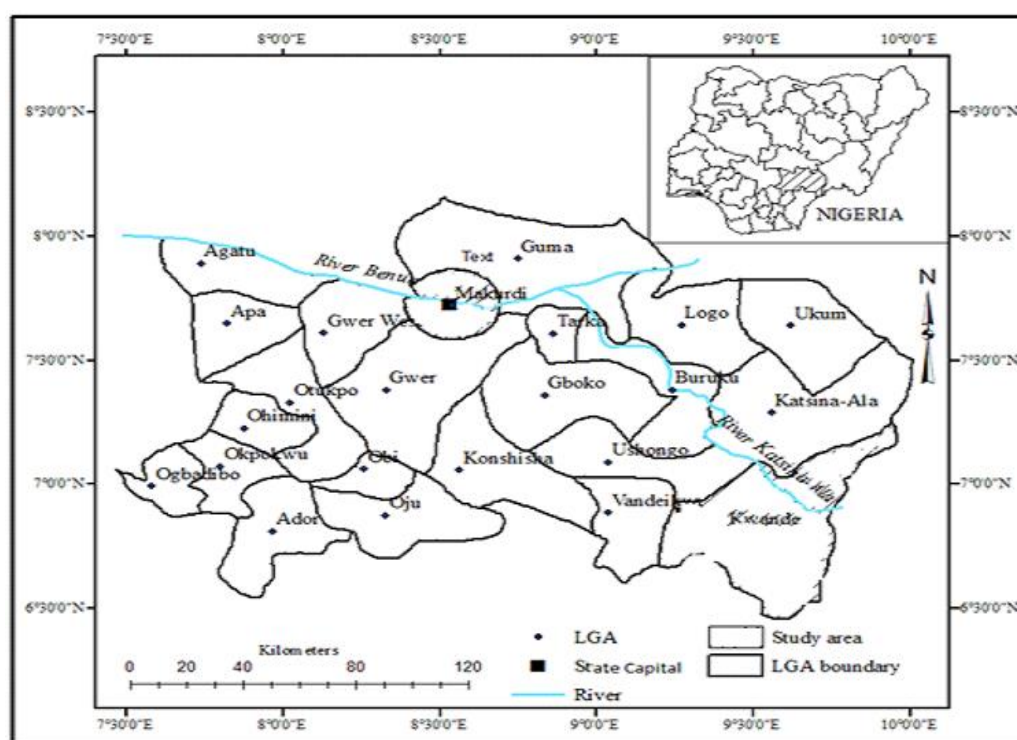 7°30'0"E 8°0'0"E 8°30'0"E 9°0'0"E 9°30'0"E 10°0'0"E
8°30'0"N 8°30'0"N
NIGERIA
8°0'0"N 8°0'0"N
Agatu
River Benue
Text
Guma
N
Makurdi
Apa
Gwer West
Tarka
Logo
Ukum
7°30'0"N 7°30'0"N
Otukpo
Gwer
Gboko
Buruku
Katsina-Ala
Ohimini
River Katsina
Okpokwu
Ogbadibo
Obi
Konshisha
Ushongo
7°0'0"N 7°0'0"N
Ador
Oju
Vandeikya
Kwande
6°30'0"N 6°30'0"N
Kilometers
0 20 40 60 80 120
LGA
State Capital
River
Study area
LGA boundary
7°30'0"E 8°0'0"E 8°30'0"E 9°0'0"E 9°30'0"E 10°0'0"E